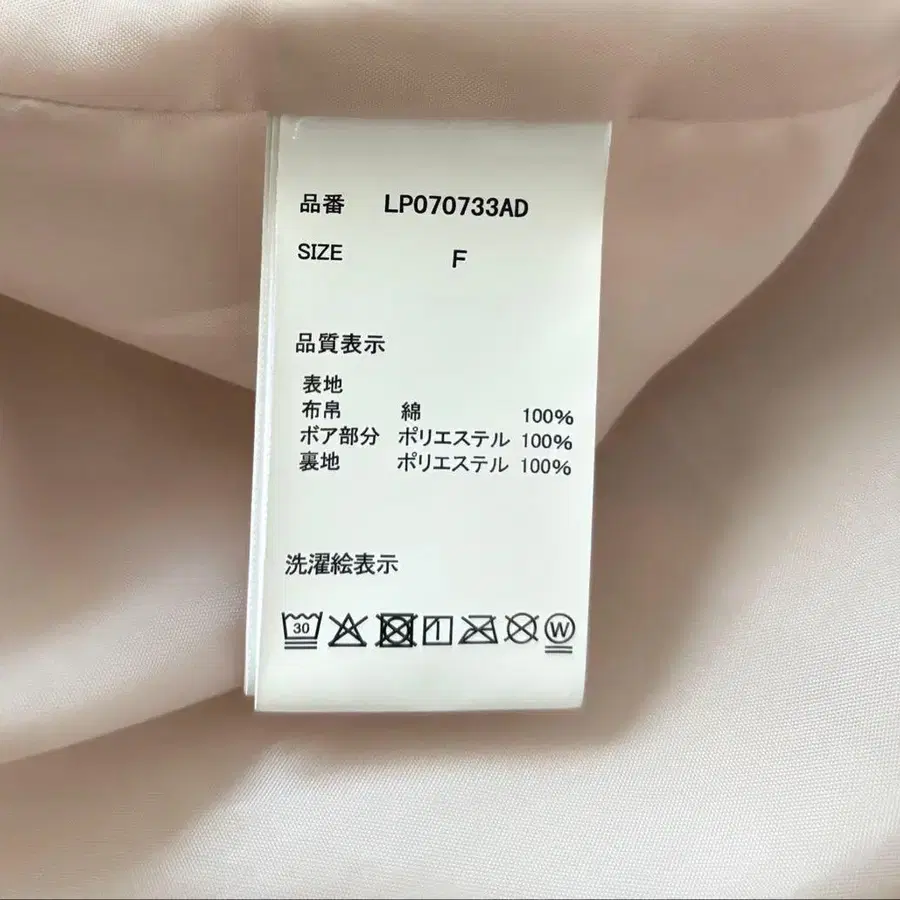 品番 LP070733AD
SIZE F
品質表示
表地
布帛 綿 100%
ボア部分 ポリエステル 100%
裏地 ポリエステル 100%
洗濯絵表示
30 W